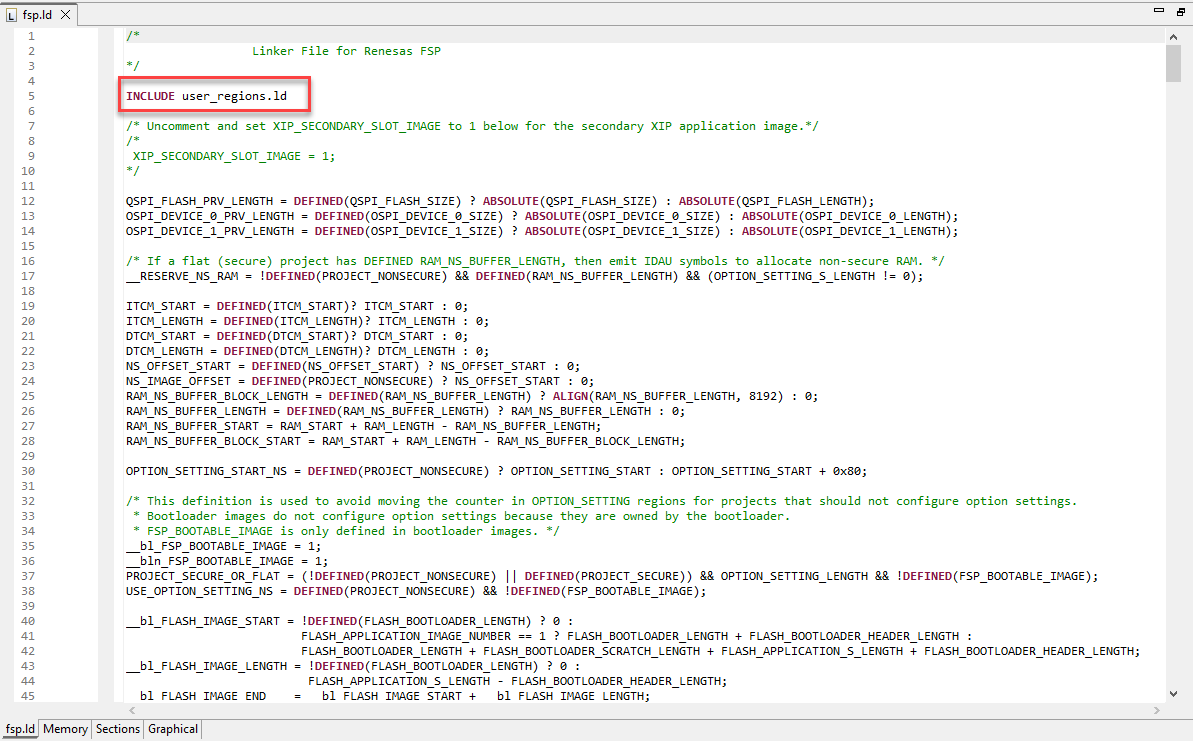 fsp.ld
1 /*
2 Linker File for Renesas FSP
3 */
4
5 INCLUDE user_regions.ld
6
7 /* Uncomment and set XIP_SECONDARY_SLOT_IMAGE to 1 below for the secondary XIP application image.*/
8 /*
9 XIP_SECONDARY_SLOT_IMAGE = 1;
10 */
11
12 QSPI_FLASH_PRV_LENGTH = DEFINED(QSPI_FLASH_SIZE) ? ABSOLUTE(QSPI_FLASH_SIZE) : ABSOLUTE(QSPI_FLASH_LENGTH);
13 OSPI_DEVICE_0_PRV_LENGTH = DEFINED(OSPI_DEVICE_0_SIZE) ? ABSOLUTE(OSPI_DEVICE_0_SIZE) : ABSOLUTE(OSPI_DEVICE_0_LENGTH);
14 OSPI_DEVICE_1_PRV_LENGTH = DEFINED(OSPI_DEVICE_1_SIZE) ? ABSOLUTE(OSPI_DEVICE_1_SIZE) : ABSOLUTE(OSPI_DEVICE_1_LENGTH);
15
16 /* If a flat (secure) project has DEFINED RAM_NS_BUFFER_LENGTH, then emit IDAU symbols to allocate non-secure RAM. */
17 __RESERVE_NS_RAM = !DEFINED(PROJECT_NONSECURE) && DEFINED(RAM_NS_BUFFER_LENGTH) && (OPTION_SETTING_S_LENGTH != 0);
18
19 ITCM_START = DEFINED(ITCM_START)? ITCM_START : 0;
20 ITCM_LENGTH = DEFINED(ITCM_LENGTH)? ITCM_LENGTH : 0;
21 DTCM_START = DEFINED(DTCM_START)? DTCM_START : 0;
22 DTCM_LENGTH = DEFINED(DTCM_LENGTH)? DTCM_LENGTH : 0;
23 NS_OFFSET_START = DEFINED(NS_OFFSET_START) ? NS_OFFSET_START : 0;
24 NS_IMAGE_OFFSET = DEFINED(PROJECT_NONSECURE) ? NS_OFFSET_START : 0;
25 RAM_NS_BUFFER_BLOCK_LENGTH = DEFINED(RAM_NS_BUFFER_LENGTH) ? ALIGN(RAM_NS_BUFFER_LENGTH, 8192) : 0;
26 RAM_NS_BUFFER_LENGTH = DEFINED(RAM_NS_BUFFER_LENGTH) ? RAM_NS_BUFFER_LENGTH : 0;
27 RAM_NS_BUFFER_START = RAM_START + RAM_LENGTH - RAM_NS_BUFFER_LENGTH;
28 RAM_NS_BUFFER_BLOCK_START = RAM_START + RAM_LENGTH - RAM_NS_BUFFER_BLOCK_LENGTH;
29
30 OPTION_SETTING_START_NS = DEFINED(PROJECT_NONSECURE) ? OPTION_SETTING_START : OPTION_SETTING_START + 0x80;
31
32 /* This definition is used to avoid moving the counter in OPTION_SETTING regions for projects that should not configure option settings.
33 * Bootloader images do not configure option settings because they are owned by the bootloader.
34 * FSP_BOOTABLE_IMAGE is only defined in bootloader images. */
35 __bl_FSP_BOOTABLE_IMAGE = 1;
36 __bln_FSP_BOOTABLE_IMAGE = 1;
37 PROJECT_SECURE_OR_FLAT = (!DEFINED(PROJECT_NONSECURE) || DEFINED(PROJECT_SECURE)) && OPTION_SETTING_LENGTH && !DEFINED(FSP_BOOTABLE_IMAGE);
38 USE_OPTION_SETTING_NS = DEFINED(PROJECT_NONSECURE) && !DEFINED(FSP_BOOTABLE_IMAGE);
39
40 __bl_FLASH_IMAGE_START = !DEFINED(FLASH_BOOTLOADER_LENGTH) ? 0 :
41 FLASH_APPLICATION_IMAGE_NUMBER == 1 ? FLASH_BOOTLOADER_LENGTH + FLASH_BOOTLOADER_HEADER_LENGTH :
42 FLASH_BOOTLOADER_LENGTH + FLASH_BOOTLOADER_SCRATCH_LENGTH + FLASH_APPLICATION_S_LENGTH + FLASH_BOOTLOADER_HEADER_LENGTH;
43 __bl_FLASH_IMAGE_LENGTH = !DEFINED(FLASH_BOOTLOADER_LENGTH) ? 0 :
44 FLASH_APPLICATION_S_LENGTH - FLASH_BOOTLOADER_HEADER_LENGTH;
45 __bl_FLASH_IMAGE_END = __bl_FLASH_IMAGE_START + __bl_FLASH_IMAGE_LENGTH;
fsp.ld Memory Sections Graphical